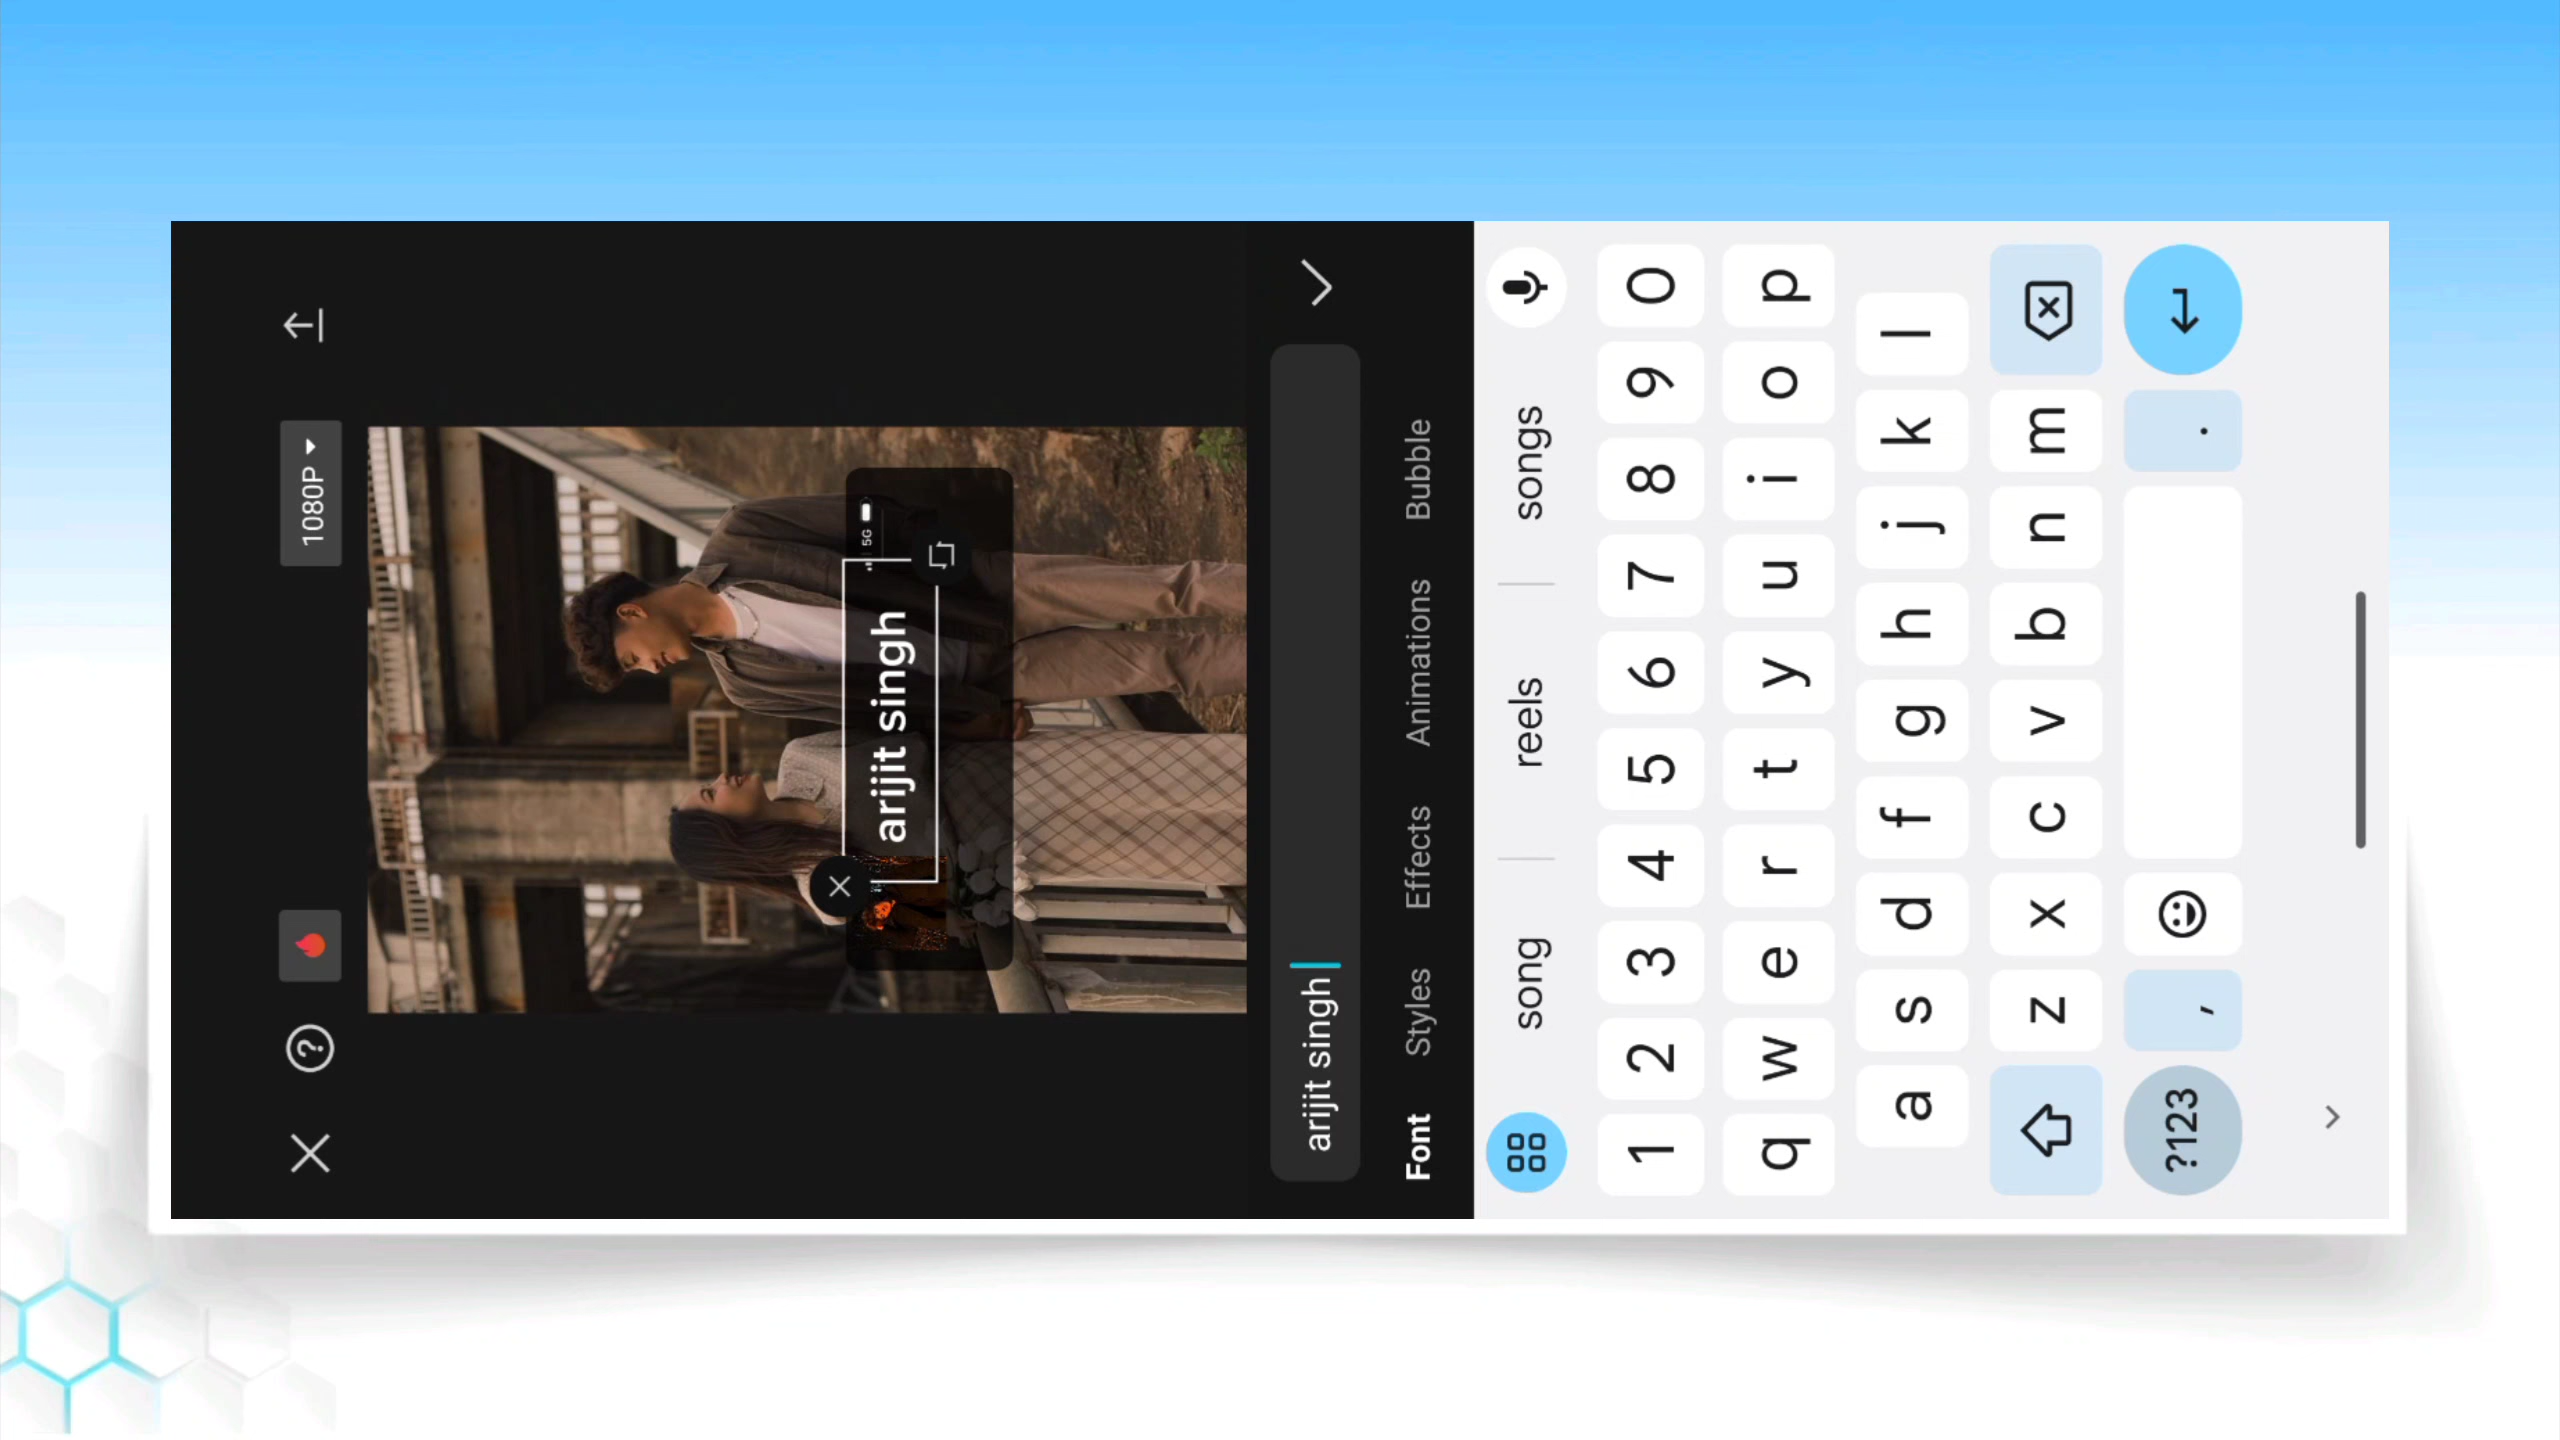 1080P
5G
arijit singh
arijit singh
Font Styles Effects Animations Bubble
song reels songs
1 2 3 4 5 6 7 8 9 0
q w e r t y u i o p
a s d f g h j k l
z x c v b n m
?123 , .